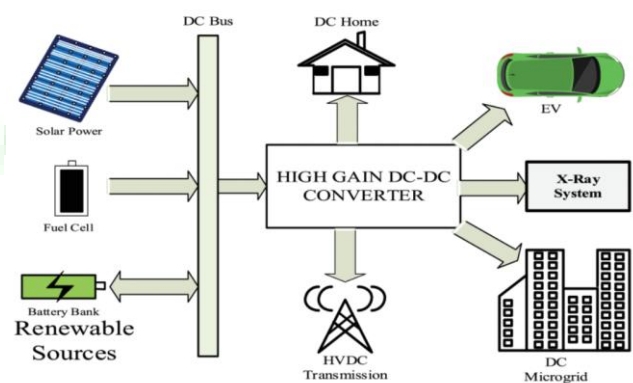 DC Bus
DC Home
Solar Power
EV
HIGH GAIN DC-DC
CONVERTER
X-Ray
System
Fuel Cell
Battery Bank
Renewable
Sources
HVDC
Transmission
DC
Microgrid